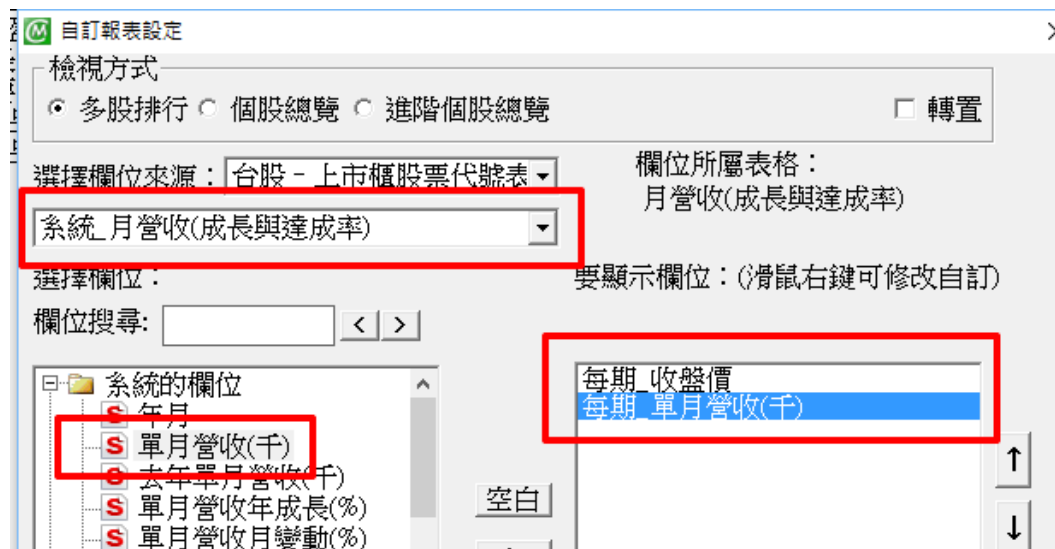 自訂報表設定
檢視方式
多股排行 個股總覽 進階個股總覽 轉置
選擇欄位來源：台股 - 上市櫃股票代號表
欄位所屬表格：
月營收(成長與達成率)
系統_月營收(成長與達成率)
選擇欄位：
要顯示欄位：(滑鼠右鍵可修改自訂)
欄位搜尋:
< >
系統的欄位
年月
單月營收(千)
去年單月營收(千)
單月營收年成長(%)
單月營收月變動(%)
空白
每期_收盤價
每期_單月營收(千)
↑
↓